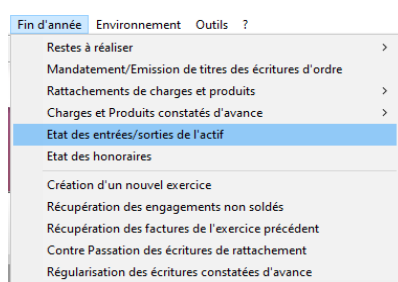 Fin d'année Environnement Outils ?
Restes à réaliser >
Mandatement/Emission de titres des écritures d'ordre
Rattachements de charges et produits >
Charges et Produits constatés d'avance >
Etat des entrées/sorties de l'actif
Etat des honoraires
Création d'un nouvel exercice
Récupération des engagements non soldés
Récupération des factures de l'exercice précédent
Contre Passation des écritures de rattachement
Régularisation des écritures constatées d'avance